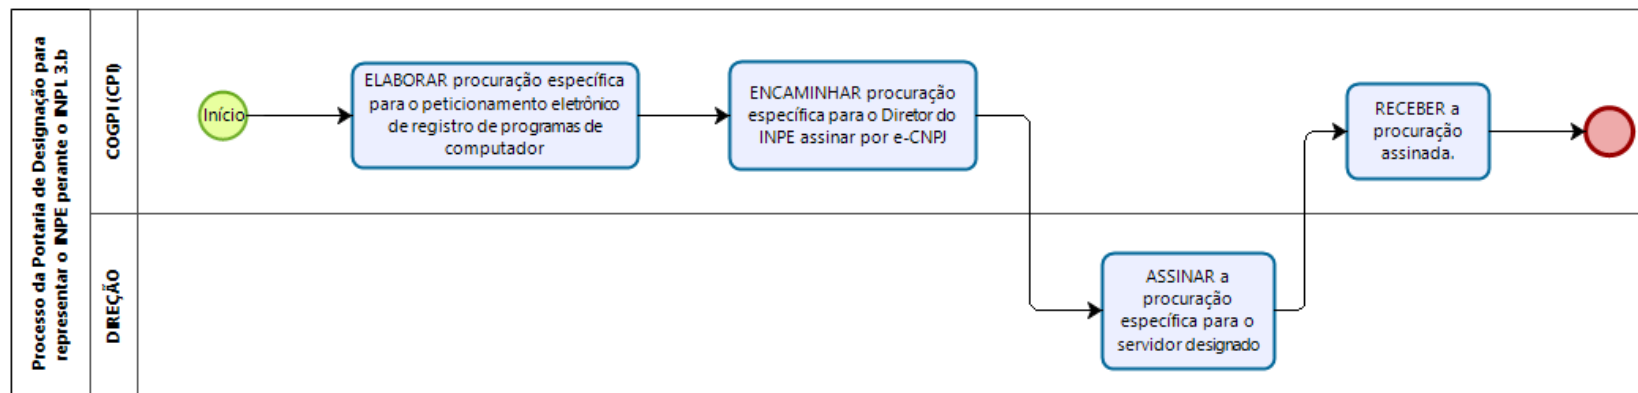 Processo da Portaria de Designação para
representar o INPE perante o INPI_ 3.b
COGPI (CPI)
Início
ELABORAR procuração específica
para o peticionamento eletrônico
de registro de programas de
computador
ENCAMINHAR procuração
específica para o Diretor do
INPE assinar por e-CNPJ
RECEBER a
procuração
assinada.
DIREÇÃO
ASSINAR a
procuração
específica para o
servidor designado